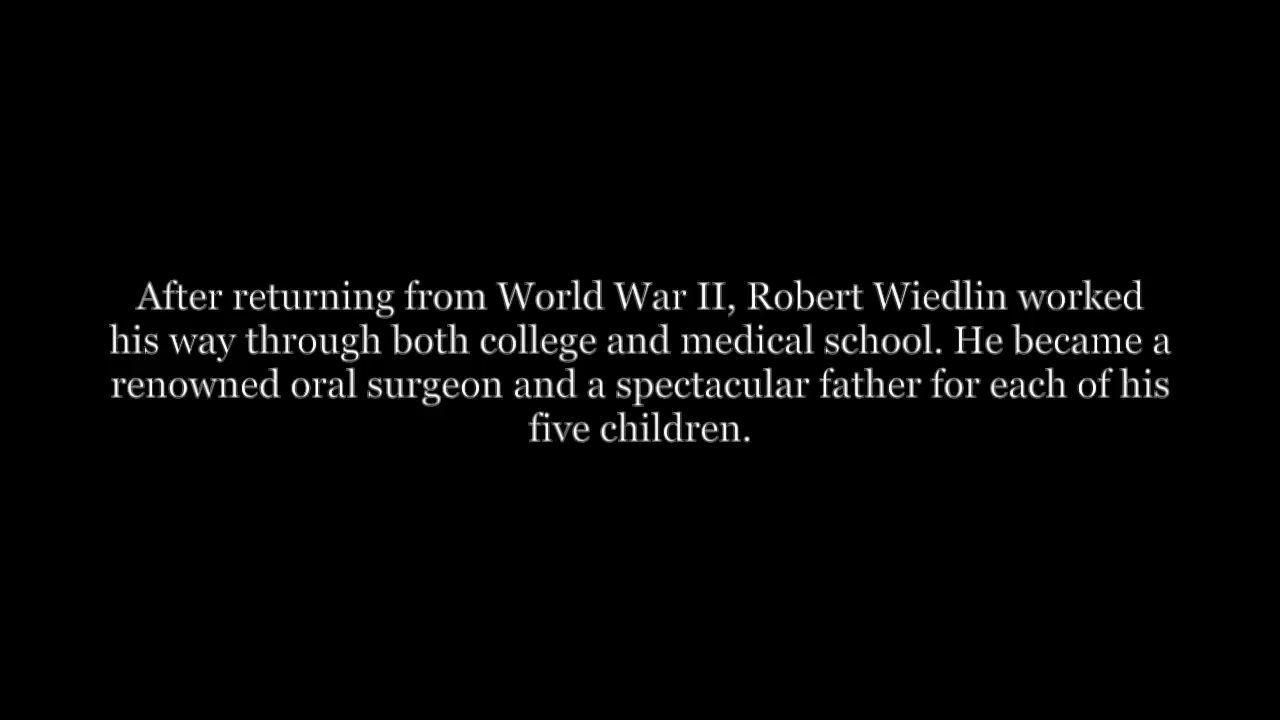 After returning from World War II, Robert Wiedlin worked
his way through both college and medical school. He became a
renowned oral surgeon and a spectacular father for each of his
five children.